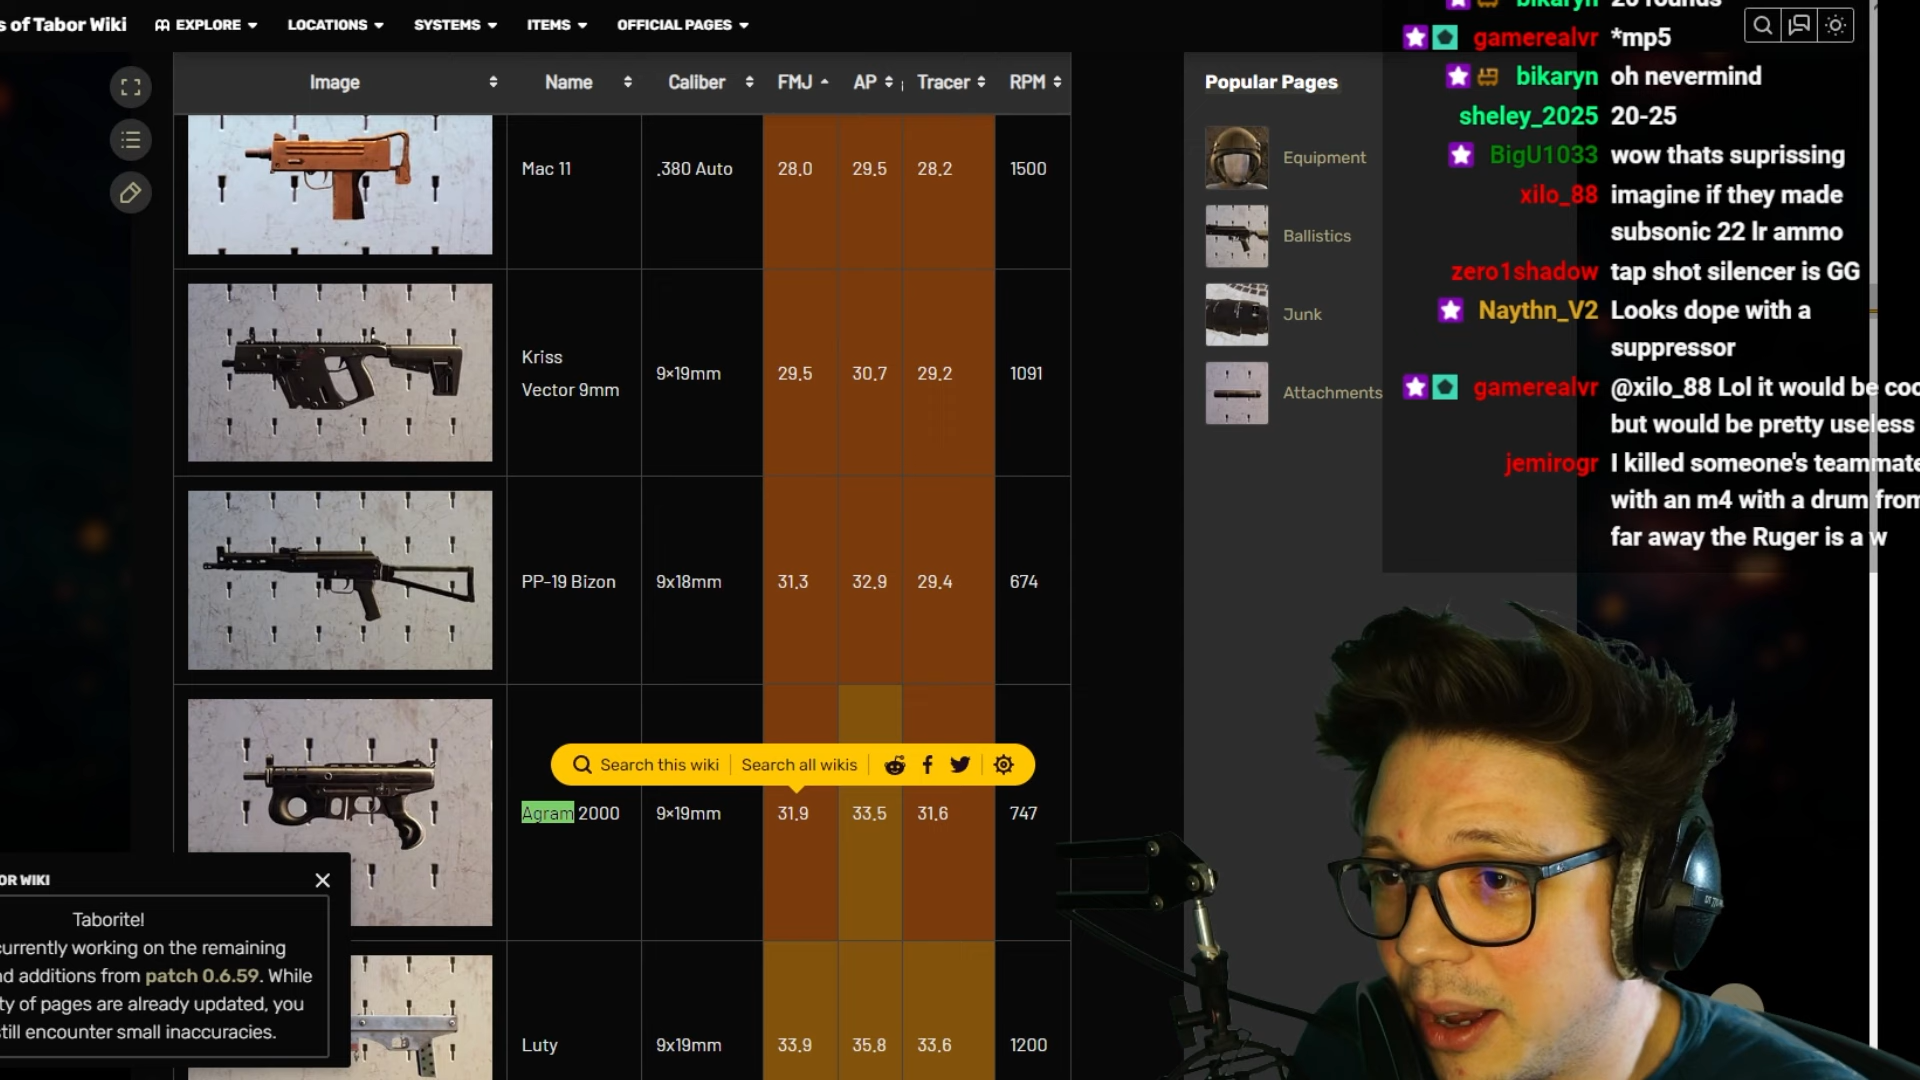 s of Tabor Wiki EXPLORE LOCATIONS SYSTEMS ITEMS OFFICIAL PAGES
Image Name Caliber FMJ AP Tracer RPM
Mac 11 .380 Auto 28.0 29.5 28.2 1500
Kriss
Vector 9mm 9×19mm 29.5 30.7 29.2 1091
PP-19 Bizon 9x18mm 31.3 32.9 29.4 674
Search this wiki Search all wikis
Agram 2000 9×19mm 31.9 33.5 31.6 747
Luty 9x19mm 33.9 35.8 33.6 1200
OR WIKI
Taborite!
currently working on the remaining
nd additions from patch 0.6.59. While
ty of pages are already updated, you
still encounter small inaccuracies.
Popular Pages
Equipment
Ballistics
Junk
Attachments
bikaryn 20 rounds
gamerealvr *mp5
bikaryn oh nevermind
sheley_2025 20-25
BigU1033 wow thats suprissing
xilo_88 imagine if they made
subsonic 22 lr ammo
zero1shadow tap shot silencer is GG
Naythn_V2 Looks dope with a
suppressor
gamerealvr @xilo_88 Lol it would be coo
but would be pretty useless
jemirogr I killed someone's teammate
with an m4 with a drum from
far away the Ruger is a w